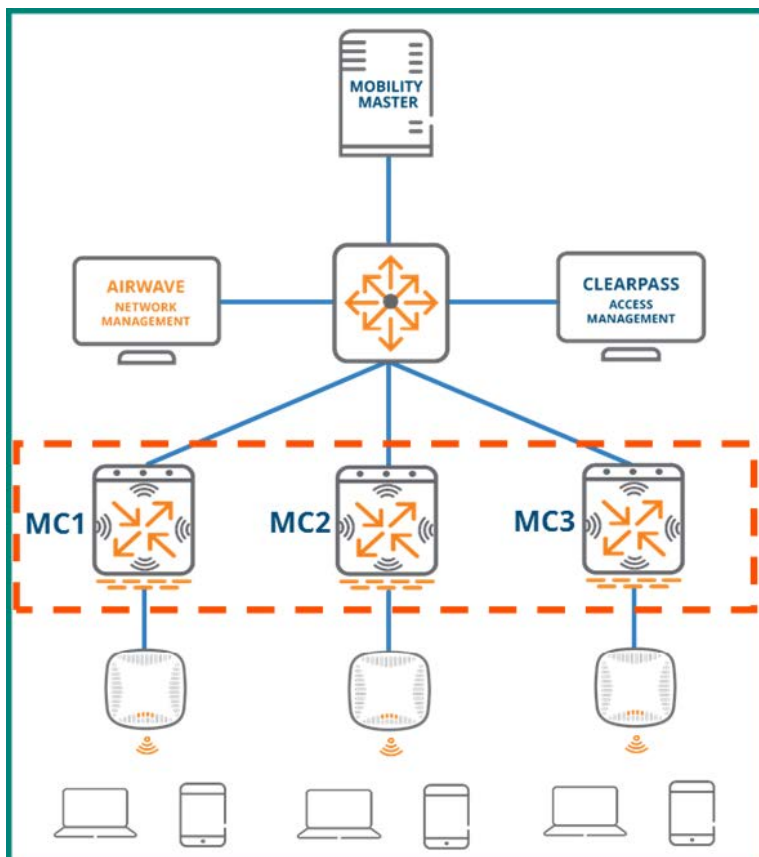 MOBILITY
MASTER
AIRWAVE
NETWORK
MANAGEMENT
CLEARPASS
ACCESS
MANAGEMENT
MC1
MC2
MC3